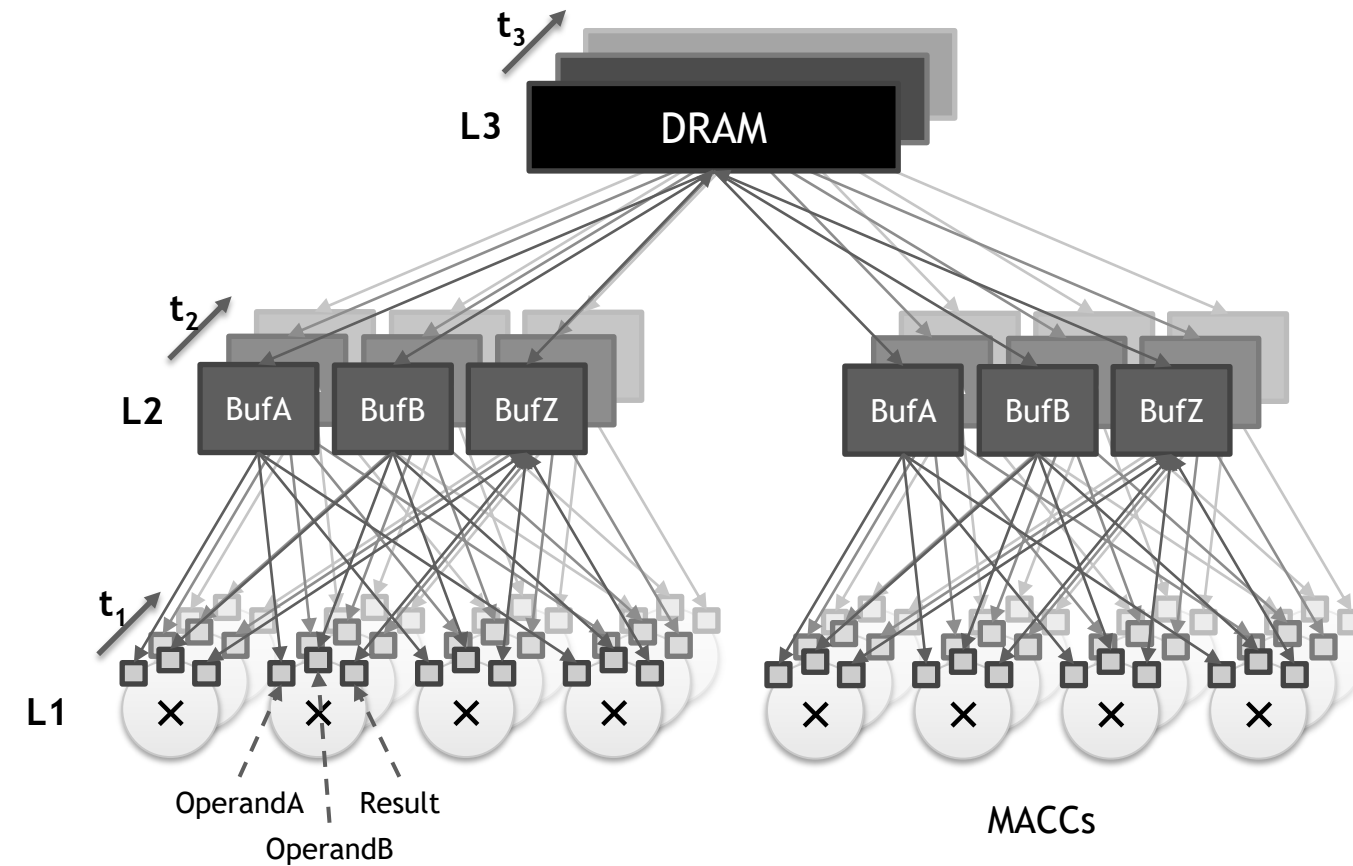 t3
L3
DRAM
t2
L2
BufA BufB BufZ
BufA BufB BufZ
t1
L1
× × × ×
× × × ×
OperandA Result
OperandB
MACCs